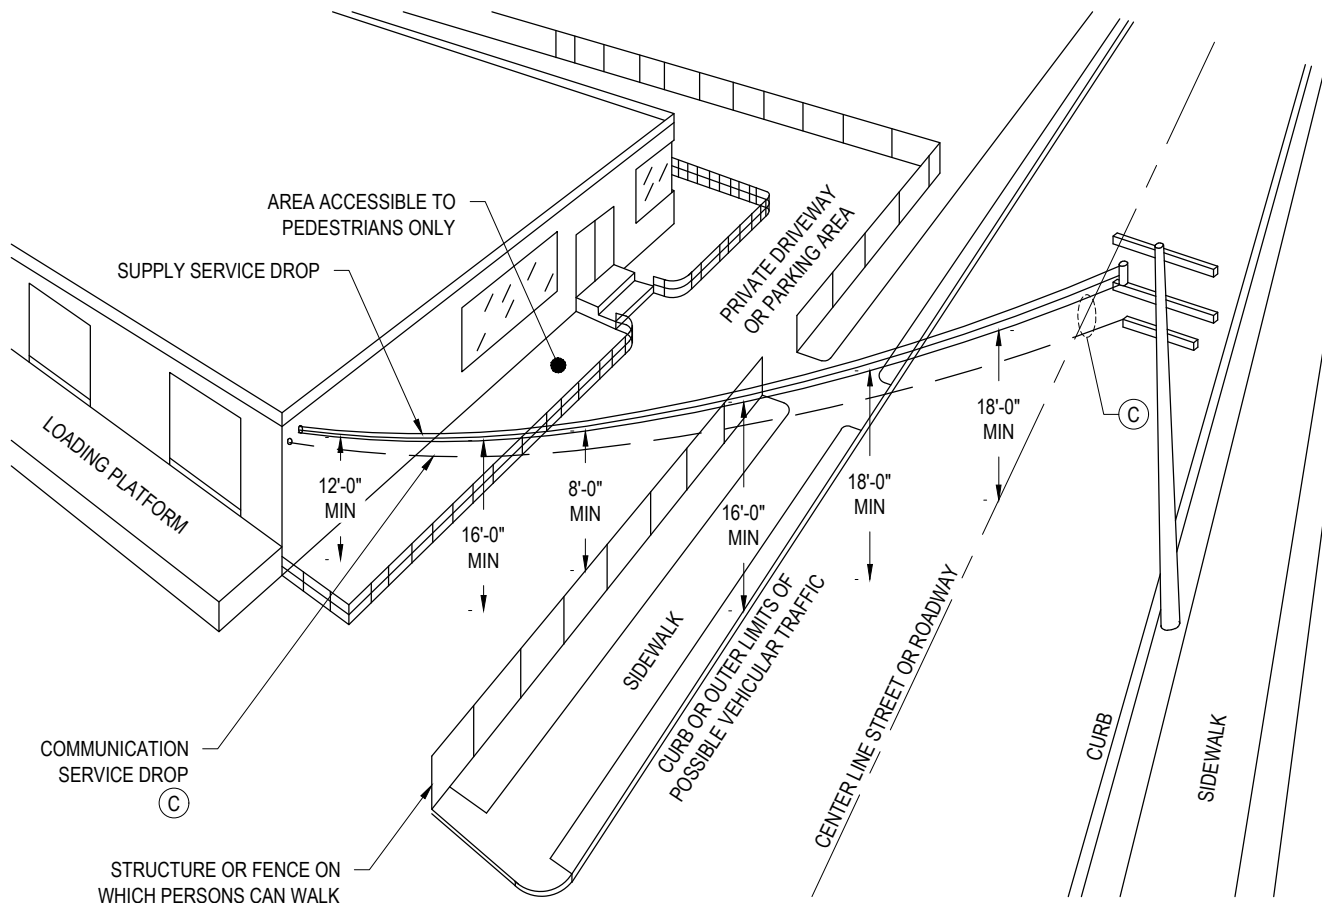 AREA ACCESSIBLE TO
PEDESTRIANS ONLY
SUPPLY SERVICE DROP
PRIVATE DRIVEWAY
OR PARKING AREA
LOADING PLATFORM
12'-0"
MIN
16'-0"
MIN
8'-0"
MIN
16'-0"
MIN
18'-0"
MIN
18'-0"
MIN
C
SIDEWALK
CURB OR OUTER LIMITS OF
POSSIBLE VEHICULAR TRAFFIC
CENTER LINE STREET OR ROADWAY
CURB
SIDEWALK
COMMUNICATION
SERVICE DROP
C
STRUCTURE OR FENCE ON
WHICH PERSONS CAN WALK